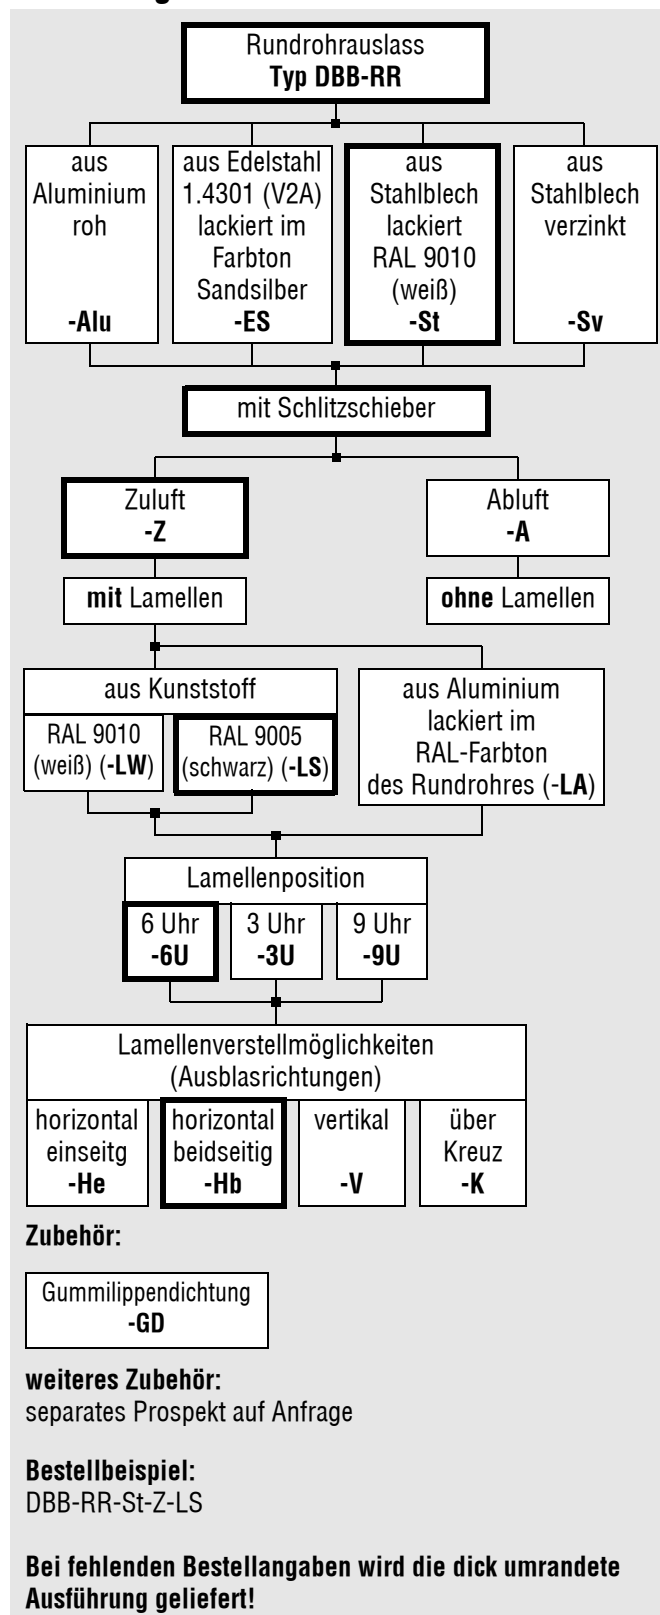 Rundrohrauslass
Typ DBB-RR
aus
Aluminium
roh
-Alu
aus Edelstahl
1.4301 (V2A)
lackiert im
Farbton
Sandsilber
-ES
aus
Stahlblech
lackiert
RAL 9010
(weiß)
-St
aus
Stahlblech
verzinkt
-Sv
mit Schlitzschieber
Zuluft
-Z
Abluft
-A
mit Lamellen
ohne Lamellen
aus Kunststoff
RAL 9010
(weiß) (-LW)
RAL 9005
(schwarz) (-LS)
aus Aluminium
lackiert im
RAL-Farbton
des Rundrohres (-LA)
Lamellenposition
6 Uhr
-6U
3 Uhr
-3U
9 Uhr
-9U
Lamellenverstellmöglichkeiten
(Ausblasrichtungen)
horizontal
einseitg
-He
horizontal
beidseitig
-Hb
vertikal
-V
über
Kreuz
-K
Zubehör:
Gummilippendichtung
-GD
weiteres Zubehör:
separates Prospekt auf Anfrage
Bestellbeispiel:
DBB-RR-St-Z-LS
Bei fehlenden Bestellangaben wird die dick umrandete
Ausführung geliefert!